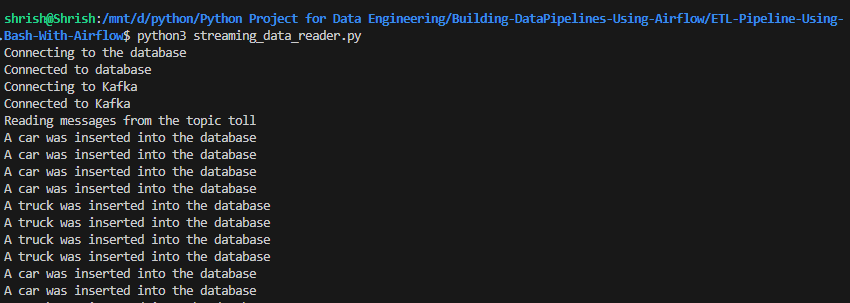 shrish@Shrish:/mnt/d/python/Python Project for Data Engineering/Building-DataPipelines-Using-Airflow/ETL-Pipeline-Using-
Bash-With-Airflow$ python3 streaming_data_reader.py
Connecting to the database
Connected to database
Connecting to Kafka
Connected to Kafka
Reading messages from the topic toll
A car was inserted into the database
A car was inserted into the database
A car was inserted into the database
A car was inserted into the database
A truck was inserted into the database
A truck was inserted into the database
A truck was inserted into the database
A truck was inserted into the database
A car was inserted into the database
A car was inserted into the database